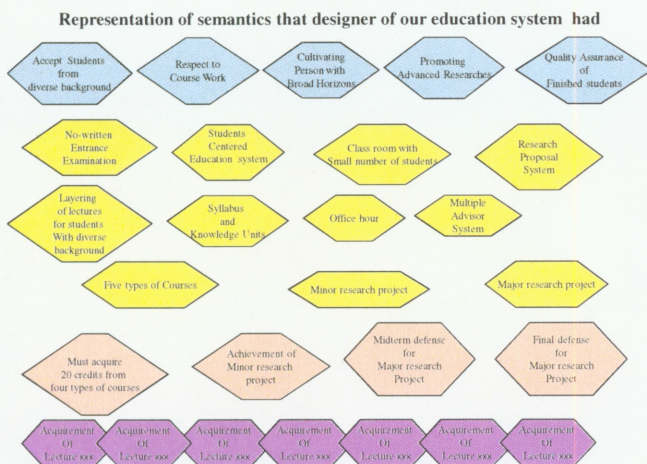 Representation of semantics that designer of our education system had
Accept Students
from
diverse background
Respect to
Course Work
Cultivating
Person with
Broad Horizons
Promoting
Advanced Researches
Quality Assurance
of
Finished students
No-written
Entrance
Examination
Students
Centered
Education system
Class room with
Small number of students
Research
Proposal
System
Layering
of lectures
for students
With diverse
background
Syllabus
and
Knowledge Units
Office hour
Multiple
Advisor
System
Five types of Courses
Minor research project
Major research project
Must acquire
20 credits from
four types of courses
Achievement of
Minor research
project
Midterm defense
for
Major research
Project
Final defense
for
Major research
Project
Acquirement
Of
Lecture xxx
Acquirement
Of
Lecture xxx
Acquirement
Of
Lecture xxx
Acquirement
Of
Lecture xxx
Acquirement
Of
Lecture xxx
Acquirement
Of
Lecture xxx
Acquirement
Of
Lecture xxx